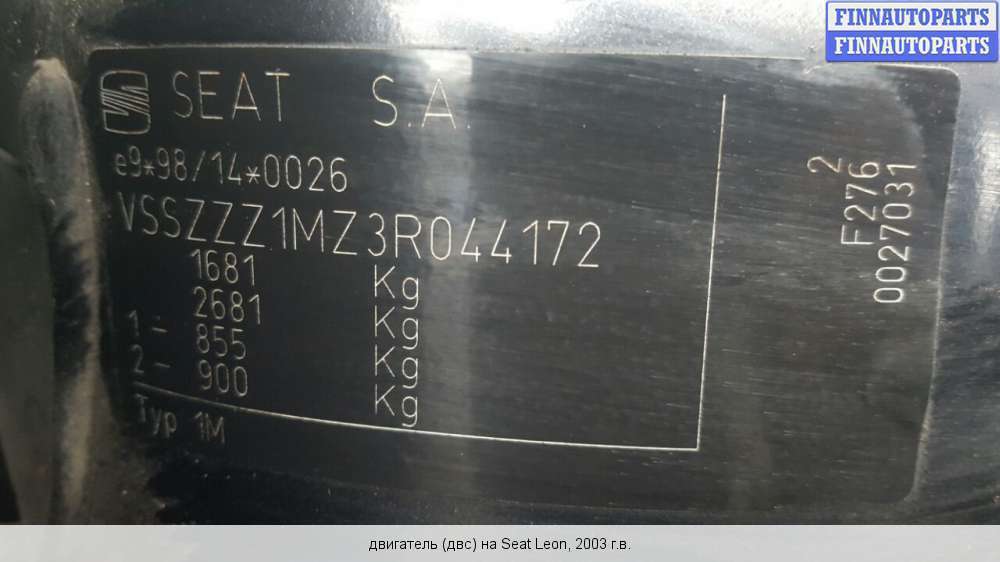 FINNAUTOPARTS
FINNAUTOPARTS
SEAT S.A.
e9*98/14*0026
VSSZZZ1MZ3R044172
1681 Kg
2681 Kg
1- 855 Kg
2- 900 Kg
Typ 1M
2
F276
0027031
двигатель (двс) на Seat Leon, 2003 г.в.